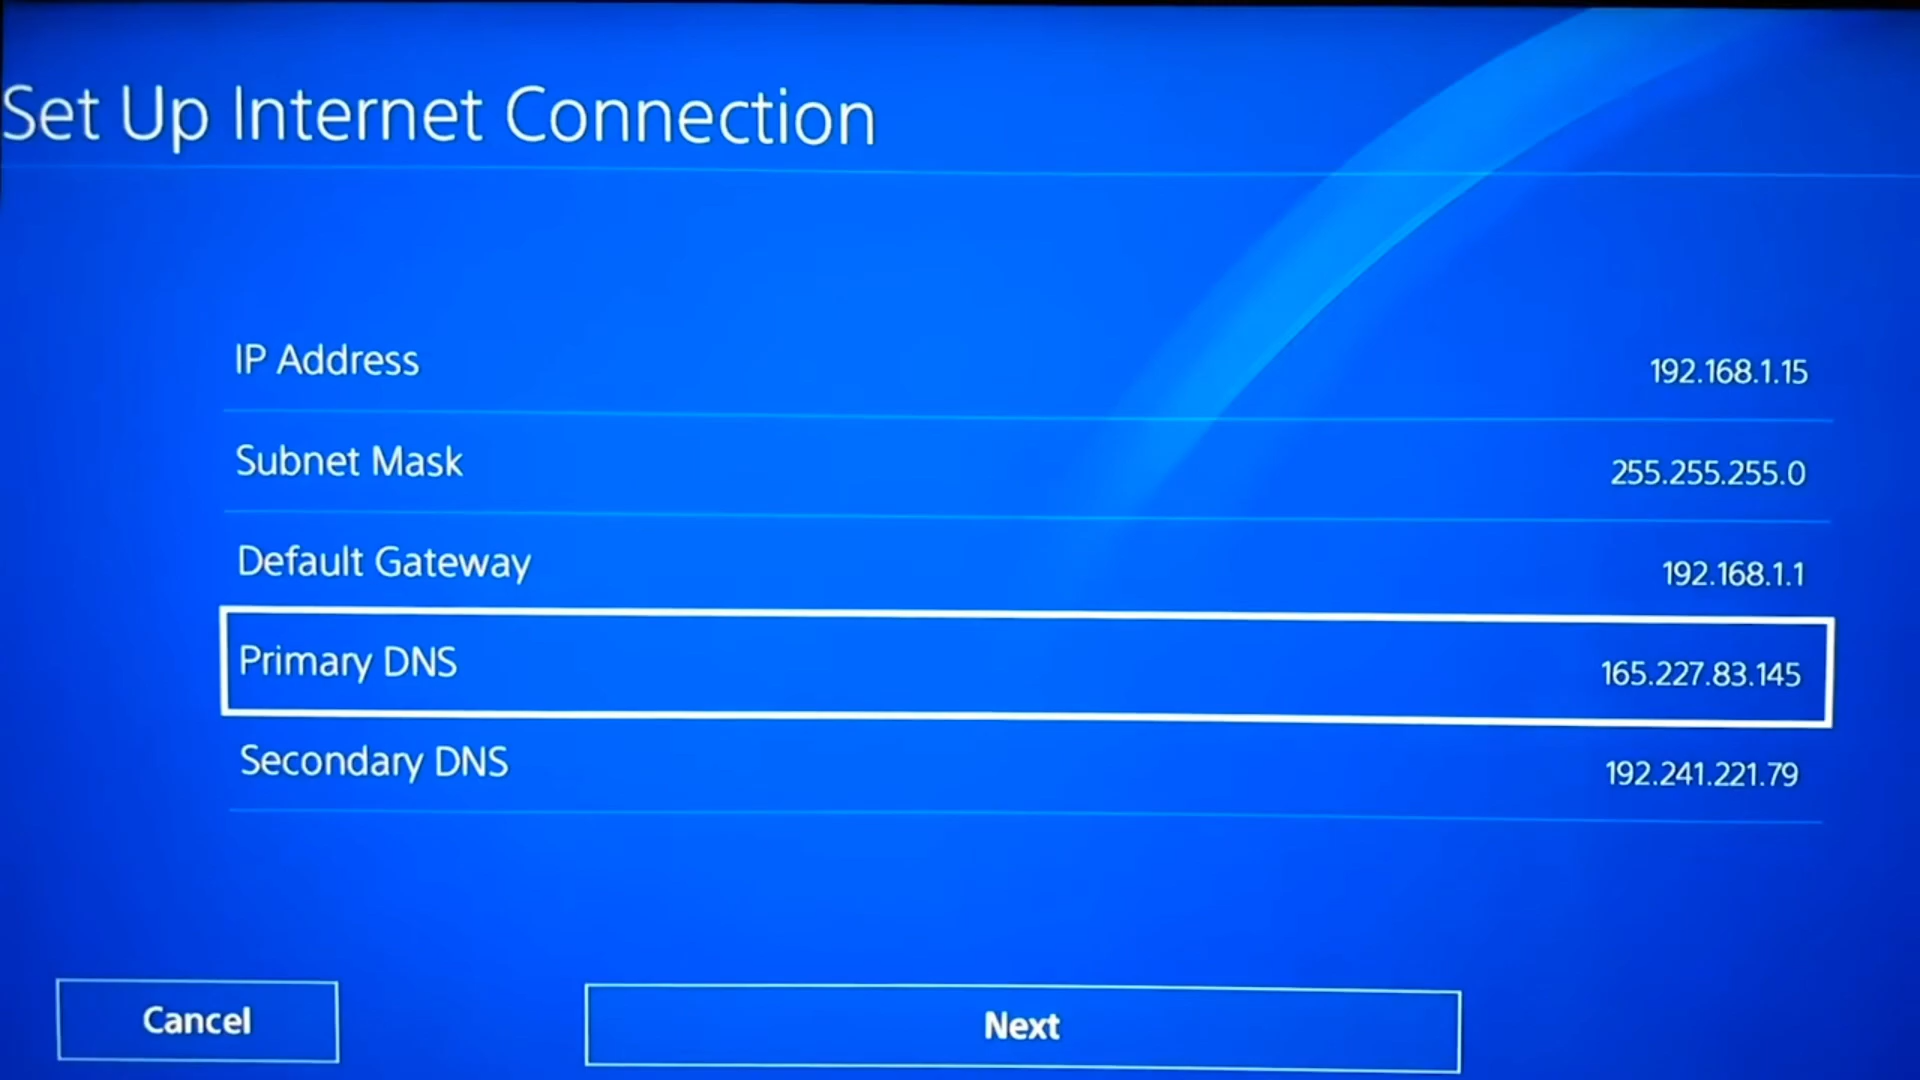 Set Up Internet Connection
IP Address 192.168.1.15
Subnet Mask 255.255.255.0
Default Gateway 192.168.1.1
Primary DNS 165.227.83.145
Secondary DNS 192.241.221.79
Cancel Next